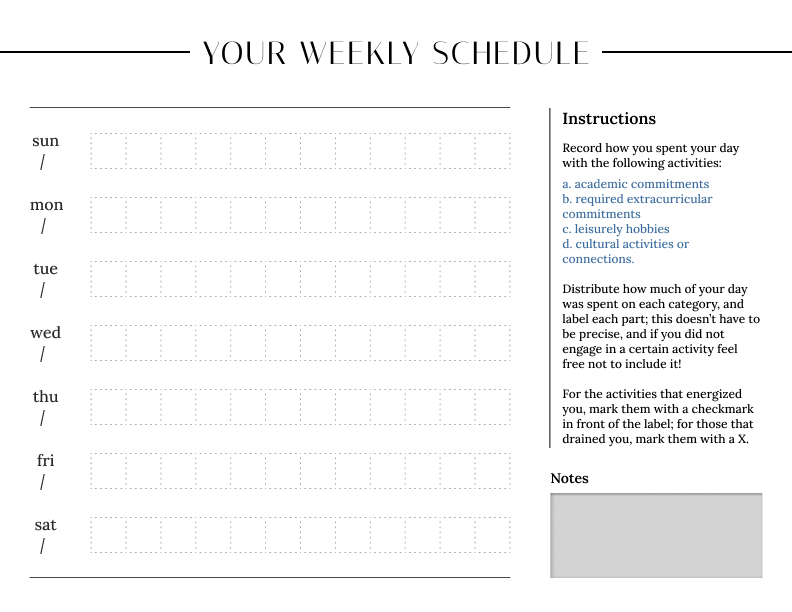 YOUR WEEKLY SCHEDULE
sun
/
mon
/
tue
/
wed
/
thu
/
fri
/
sat
/
Instructions
Record how you spent your day
with the following activities:
a. academic commitments
b. required extracurricular
commitments
c. leisurely hobbies
d. cultural activities or
connections.
Distribute how much of your day
was spent on each category, and
label each part; this doesn’t have to
be precise, and if you did not
engage in a certain activity feel
free not to include it!
For the activities that energized
you, mark them with a checkmark
in front of the label; for those that
drained you, mark them with a X.
Notes